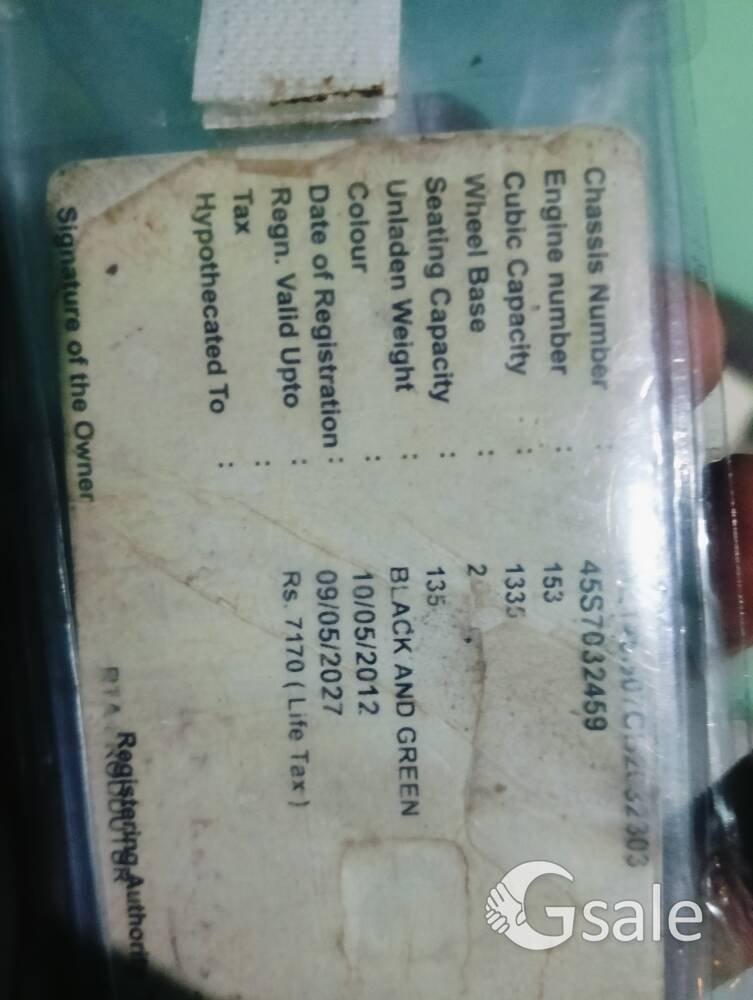 Chassis Number :
Engine number : 45S7032459
Cubic Capacity : 153
Wheel Base : 1335
Seating Capacity : 2
Unladen Weight : 135
Colour : BLACK AND GREEN
Date of Registration : 10/05/2012
Regn. Valid Upto : 09/05/2027
Tax : Rs. 7170 ( Life Tax )
Hypothecated To :
Signature of the Owner
Registering Authori
RTA
Gsale